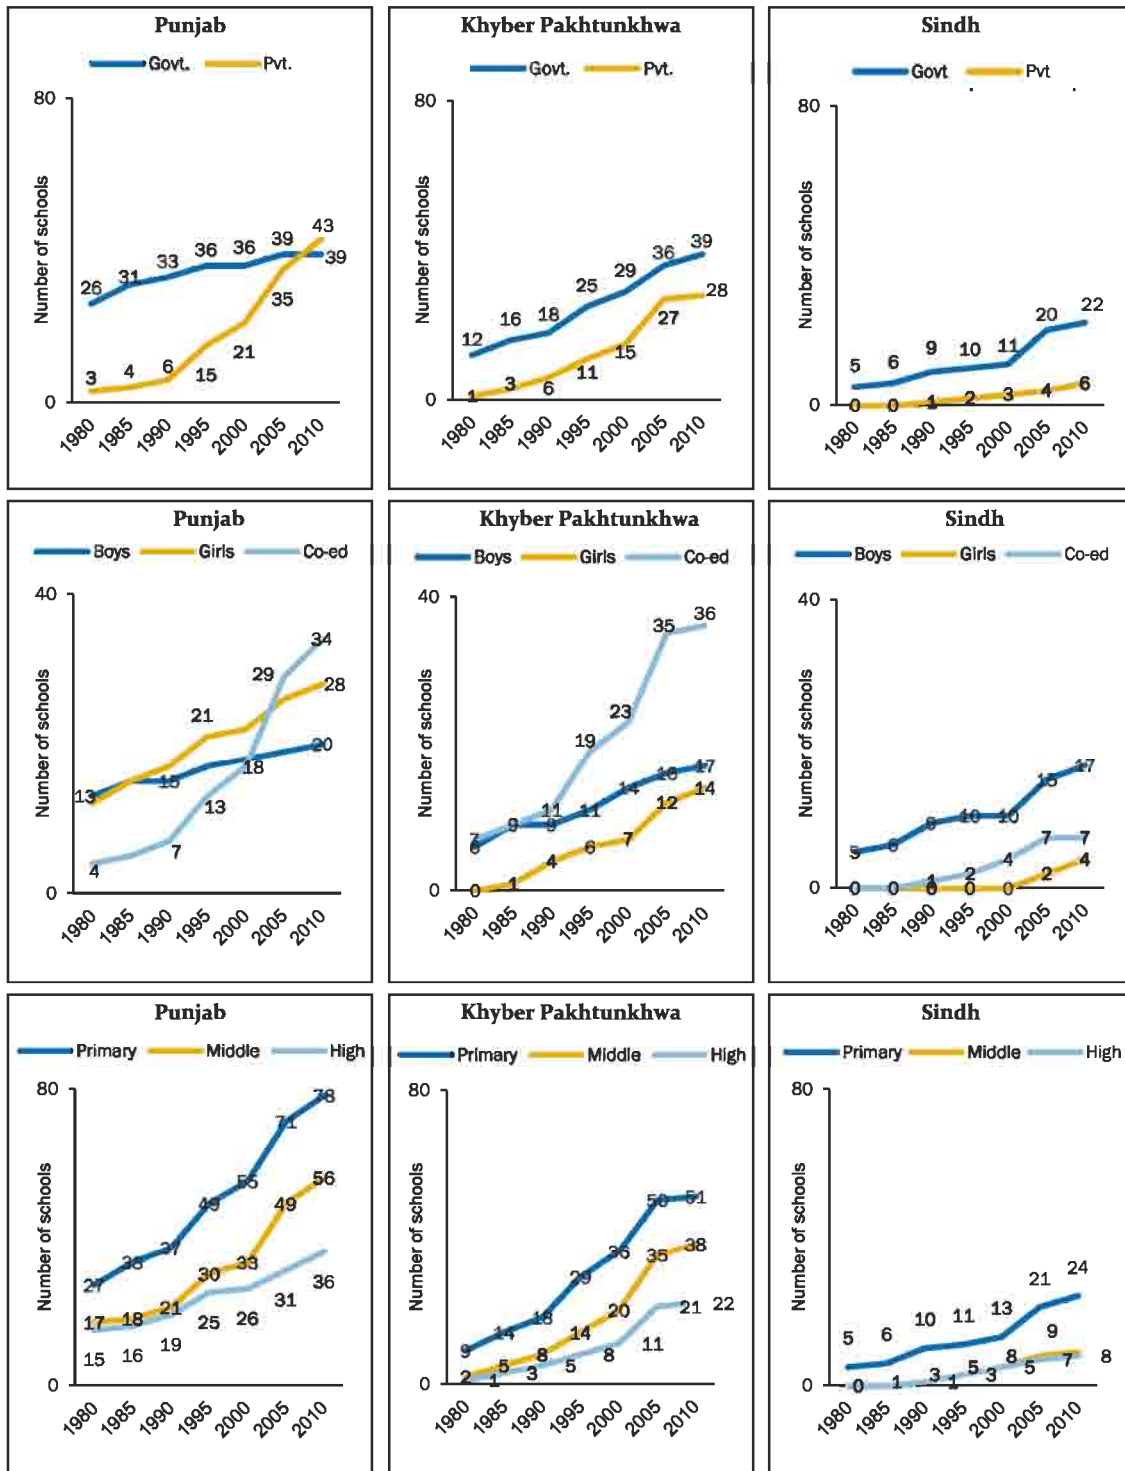 Punjab
Govt. Pvt.
Number of schools
80
0
26 31 33 36 36 39 39
3 4 6 15 21 35 43
1980 1985 1990 1995 2000 2005 2010
Khyber Pakhtunkhwa
Govt. Pvt.
Number of schools
80
0
12 16 18 25 29 36 39
1 3 6 11 15 27 28
1980 1985 1990 1995 2000 2005 2010
Sindh
Govt Pvt
Number of schools
80
0
5 6 9 10 11 20 22
0 0 1 2 3 4 6
1980 1985 1990 1995 2000 2005 2010
Punjab
Boys Girls Co-ed
Number of schools
40
0
13 15 18 20
21 28
4 7 13 29 34
1980 1985 1990 1995 2000 2005 2010
Khyber Pakhtunkhwa
Boys Girls Co-ed
Number of schools
40
0
6 9 9 11 14 16 17
0 1 4 6 7 12 14
7 11 19 23 35 36
1980 1985 1990 1995 2000 2005 2010
Sindh
Boys Girls Co-ed
Number of schools
40
0
5 6 9 10 10 15 17
0 0 0 0 0 2 4
1 2 4 7 7
1980 1985 1990 1995 2000 2005 2010
Punjab
Primary Middle High
Number of schools
80
0
27 37 49 55 71 78
17 18 21 30 33 49 56
15 16 19 25 26 31 36
1980 1985 1990 1995 2000 2005 2010
Khyber Pakhtunkhwa
Primary Middle High
Number of schools
80
0
9 14 18 29 36 50 51
2 5 8 14 20 35 38
1 3 5 8 11 21 22
1980 1985 1990 1995 2000 2005 2010
Sindh
Primary Middle High
Number of schools
80
0
5 6 10 11 13 21 24
0 1 3 5 8 9
1 3 5 7 8
1980 1985 1990 1995 2000 2005 2010